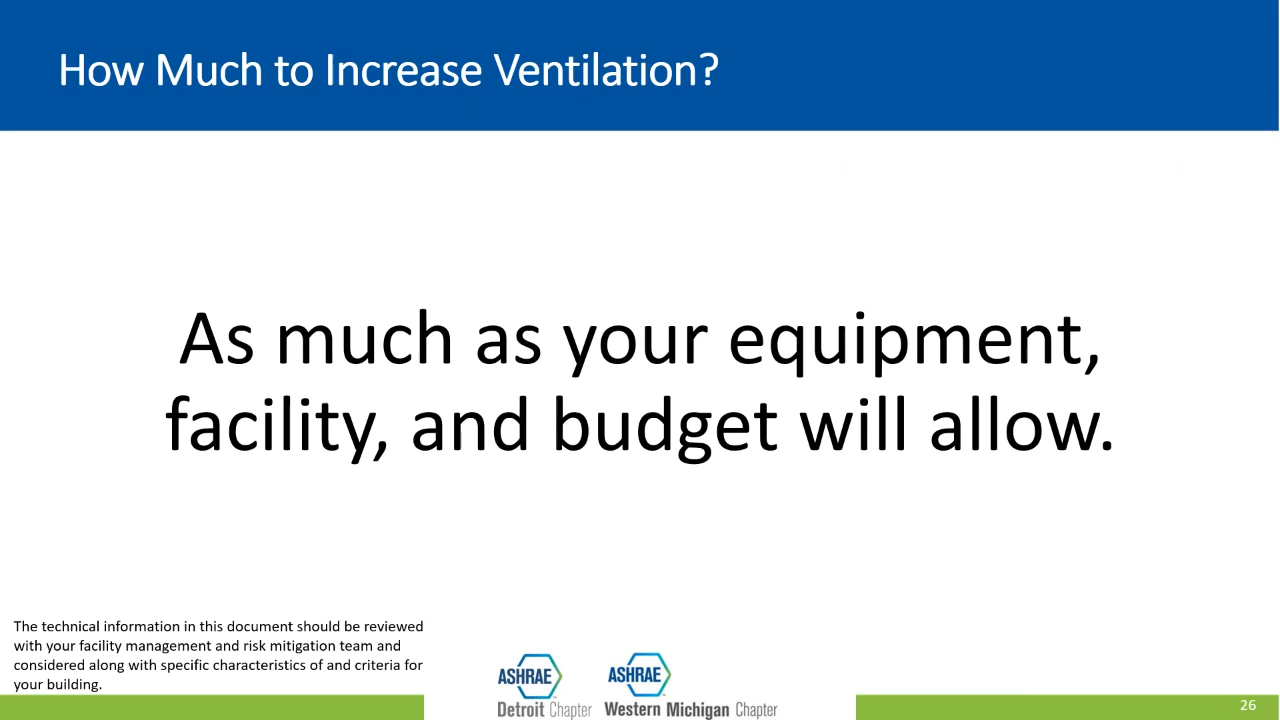 How Much to Increase Ventilation?
As much as your equipment,
facility, and budget will allow.
The technical information in this document should be reviewed
with your facility management and risk mitigation team and
considered along with specific characteristics of and criteria for
your building.
ASHRAE
Detroit Chapter
ASHRAE
Western Michigan Chapter
26